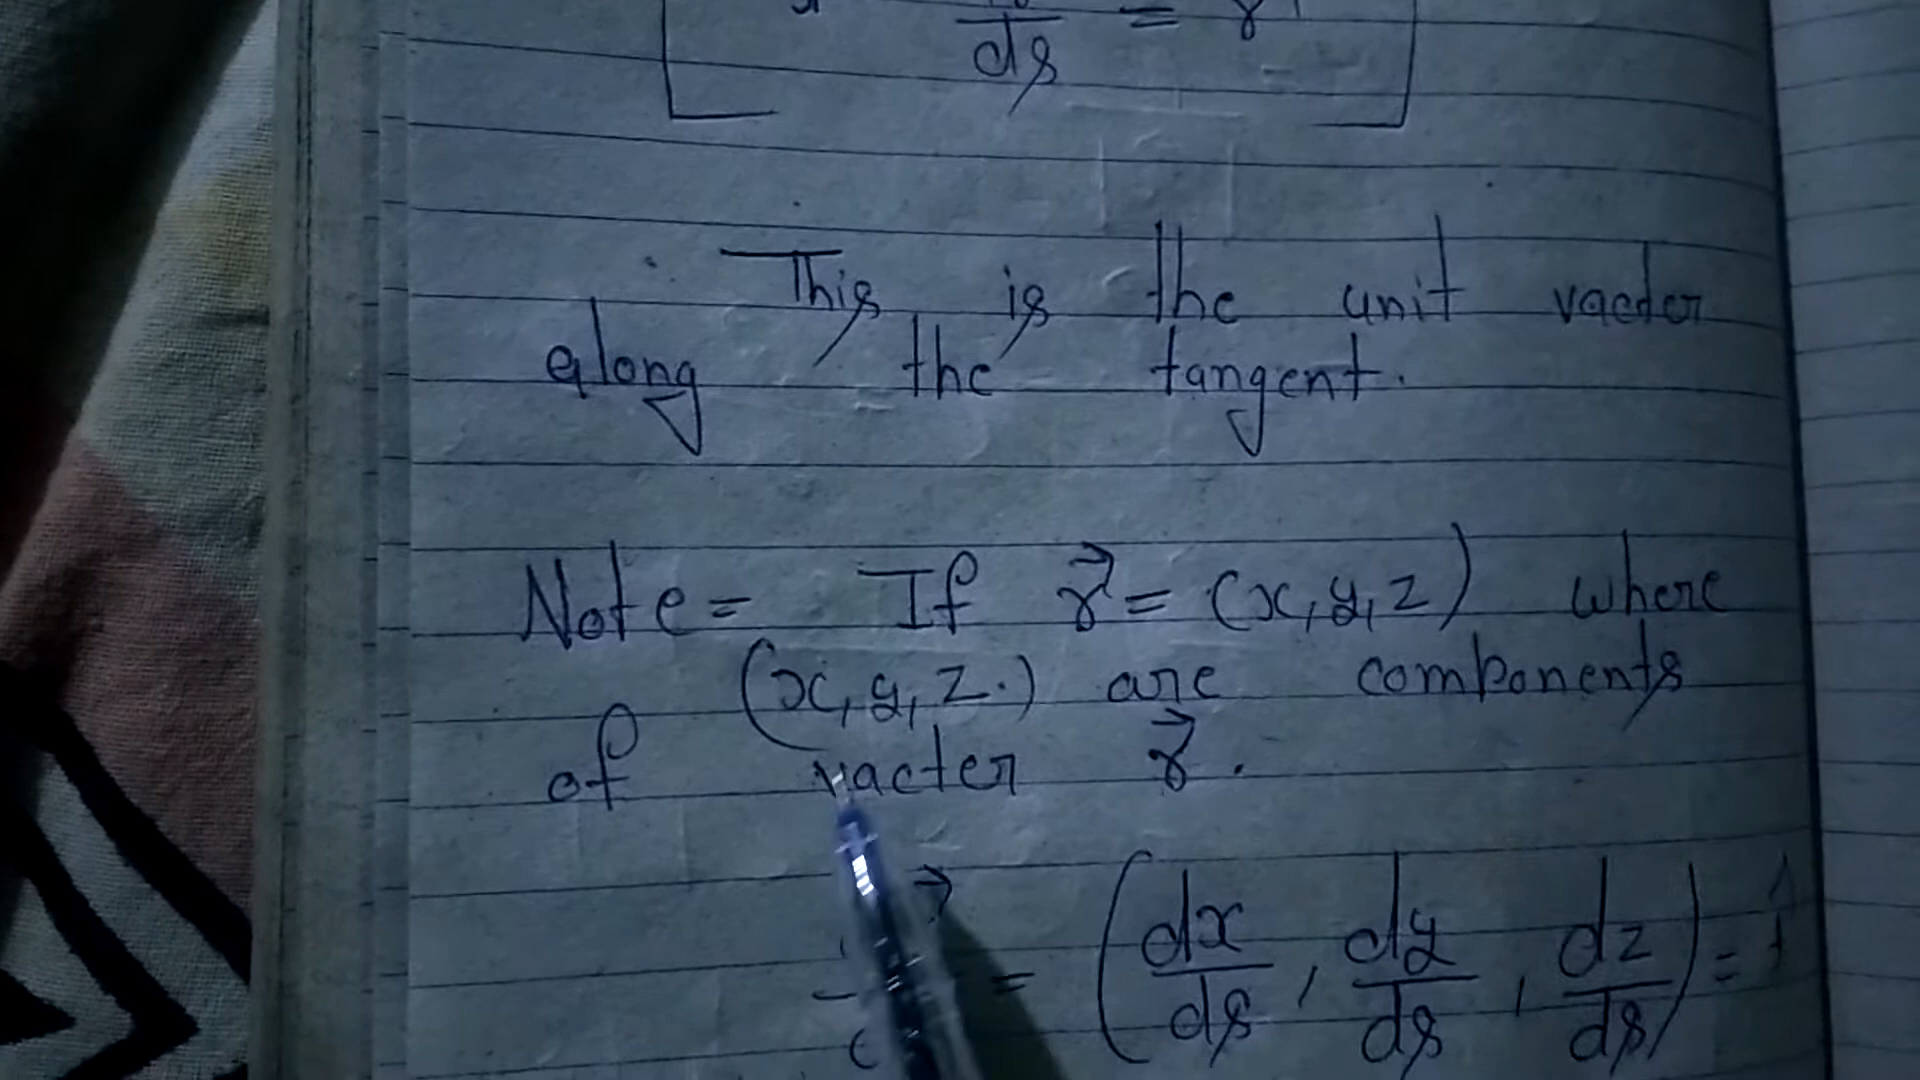 ds = r'
This is the unit vacter
along the tangent.
Note = If r⃗ = (x, y, z) where
(x, y, z.) are components
of vacter r⃗ .
= (dx/ds , dy/ds , dz/ds) = t̂